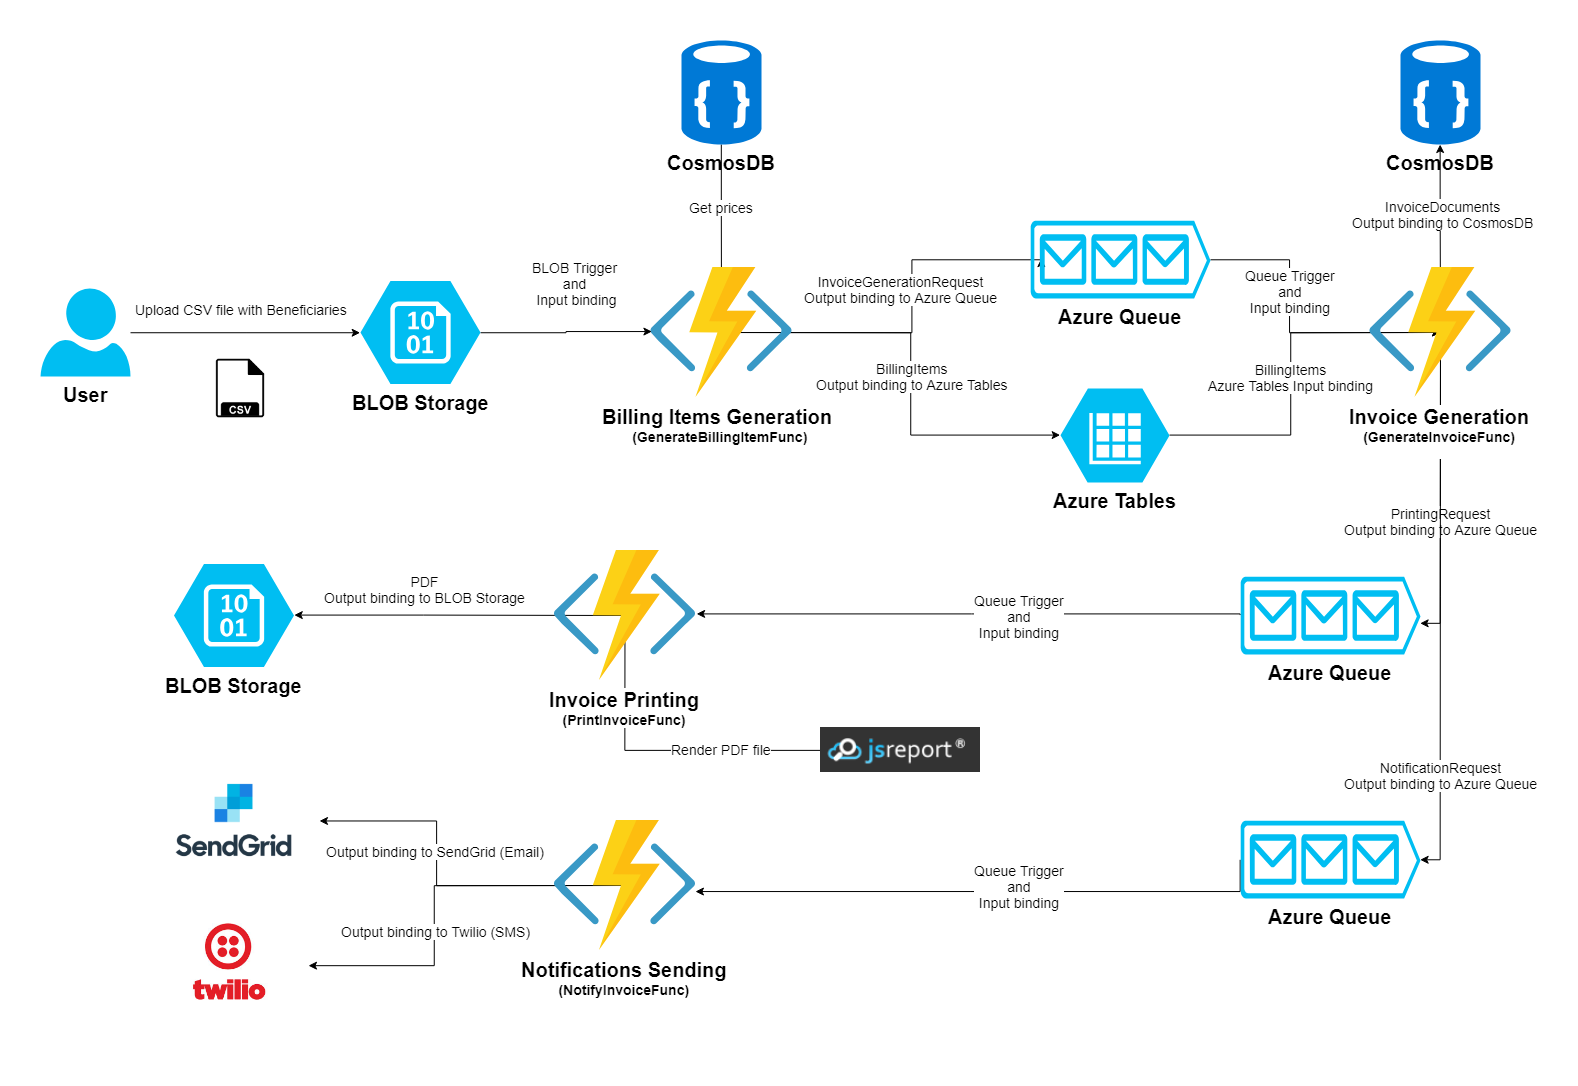 { }
CosmosDB
Get prices
{ }
CosmosDB
InvoiceDocuments
Output binding to CosmosDB
User
Upload CSV file with Beneficiaries
CSV
10
01
BLOB Storage
BLOB Trigger
and
Input binding
Billing Items Generation
(GenerateBillingItemFunc)
InvoiceGenerationRequest
Output binding to Azure Queue
Azure Queue
BillingItems
Output binding to Azure Tables
Azure Tables
Queue Trigger
and
Input binding
BillingItems
Azure Tables Input binding
Invoice Generation
(GenerateInvoiceFunc)
PrintingRequest
Output binding to Azure Queue
Azure Queue
Queue Trigger
and
Input binding
Invoice Printing
(PrintInvoiceFunc)
PDF
Output binding to BLOB Storage
10
01
BLOB Storage
Render PDF file
jsreport®
NotificationRequest
Output binding to Azure Queue
Azure Queue
Queue Trigger
and
Input binding
Notifications Sending
(NotifyInvoiceFunc)
Output binding to SendGrid (Email)
SendGrid
Output binding to Twilio (SMS)
twilio